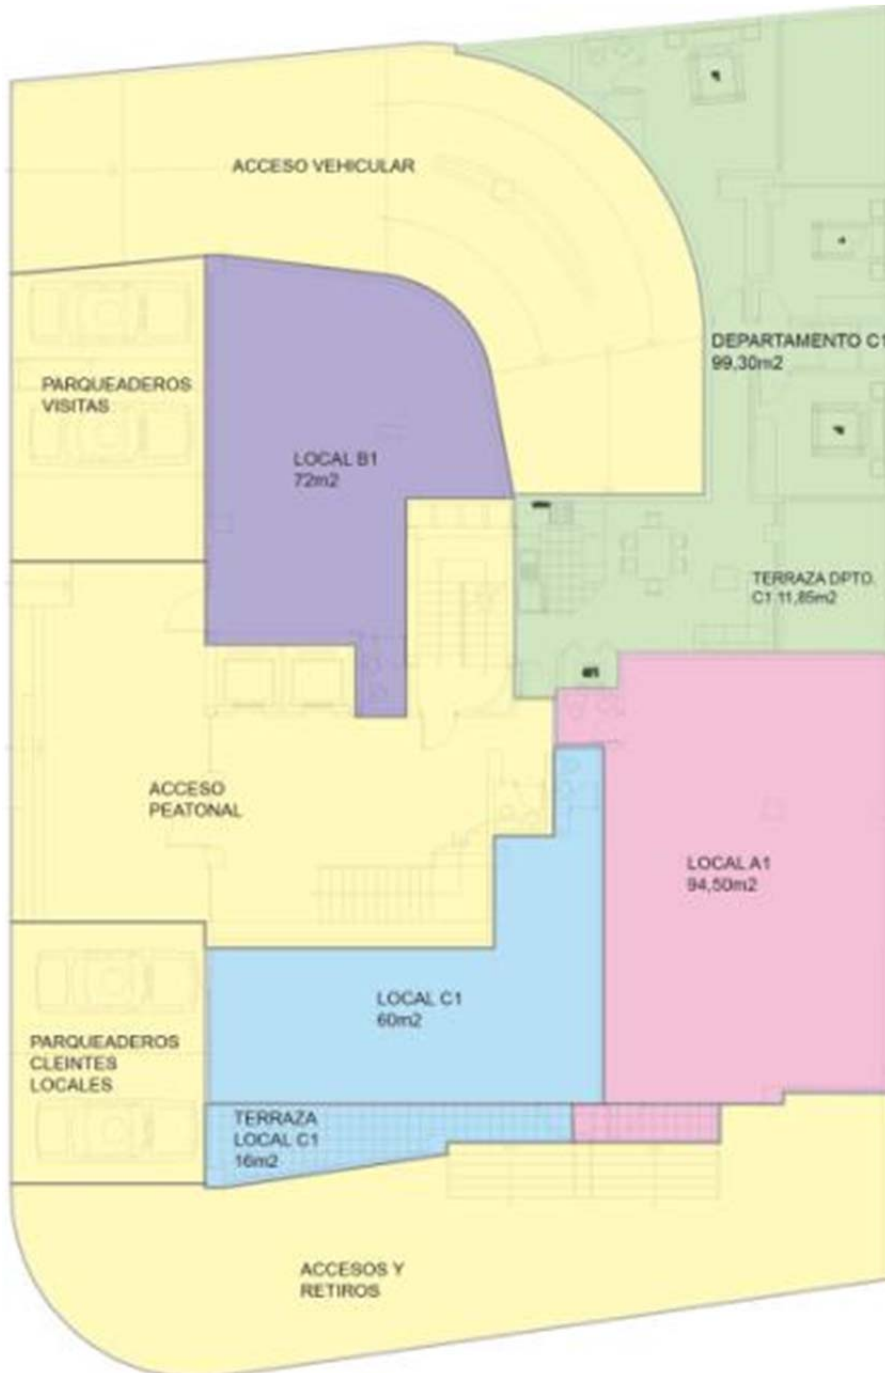 ACCESO VEHICULAR
DEPARTAMENTO C1
99,30m2
PARQUEADEROS
VISITAS
LOCAL B1
72m2
TERRAZA DPTO.
C1 11,85m2
ACCESO
PEATONAL
LOCAL A1
94,50m2
LOCAL C1
60m2
PARQUEADEROS
CLEINTES
LOCALES
TERRAZA
LOCAL C1
16m2
ACCESOS Y
RETIROS